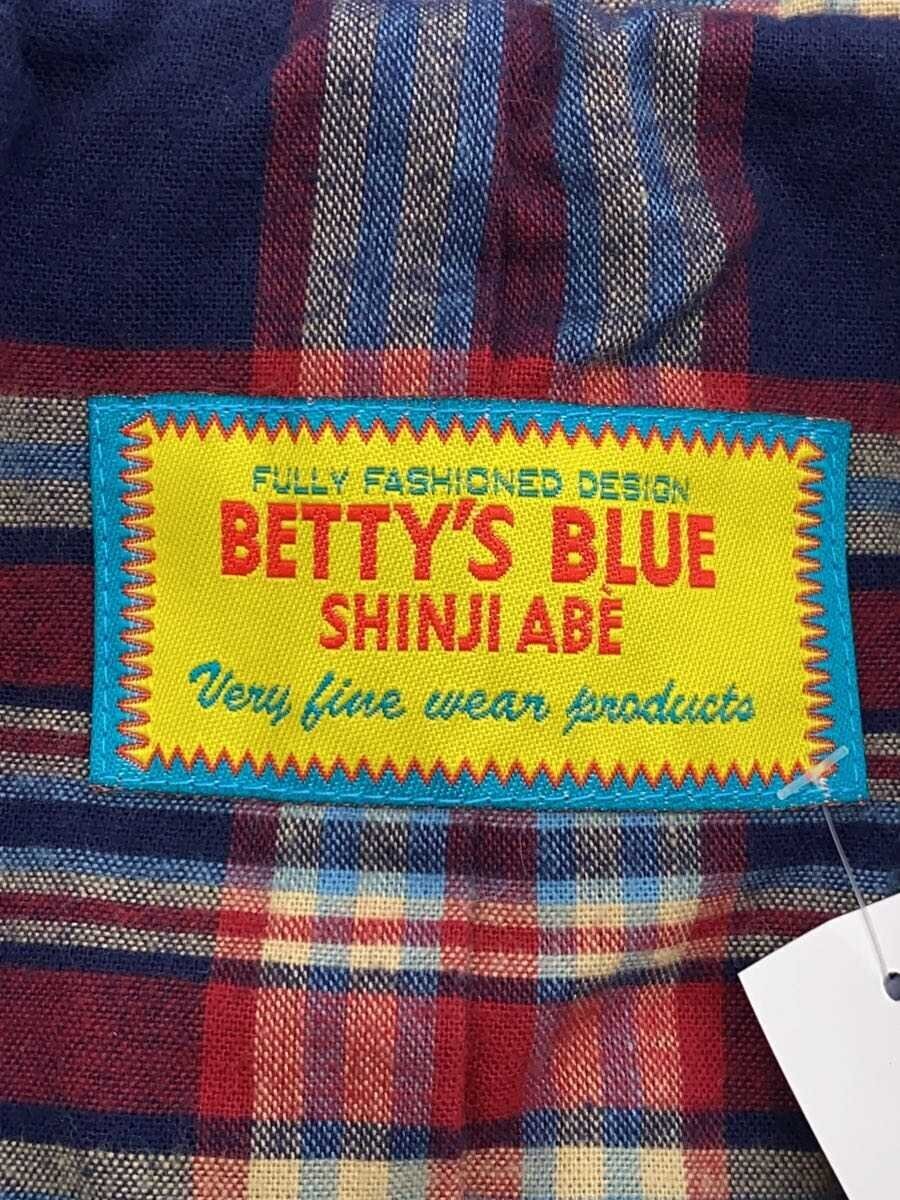 FULLY FASHIONED DESIGN
BETTY'S BLUE
SHINJI ABÈ
Very fine wear products